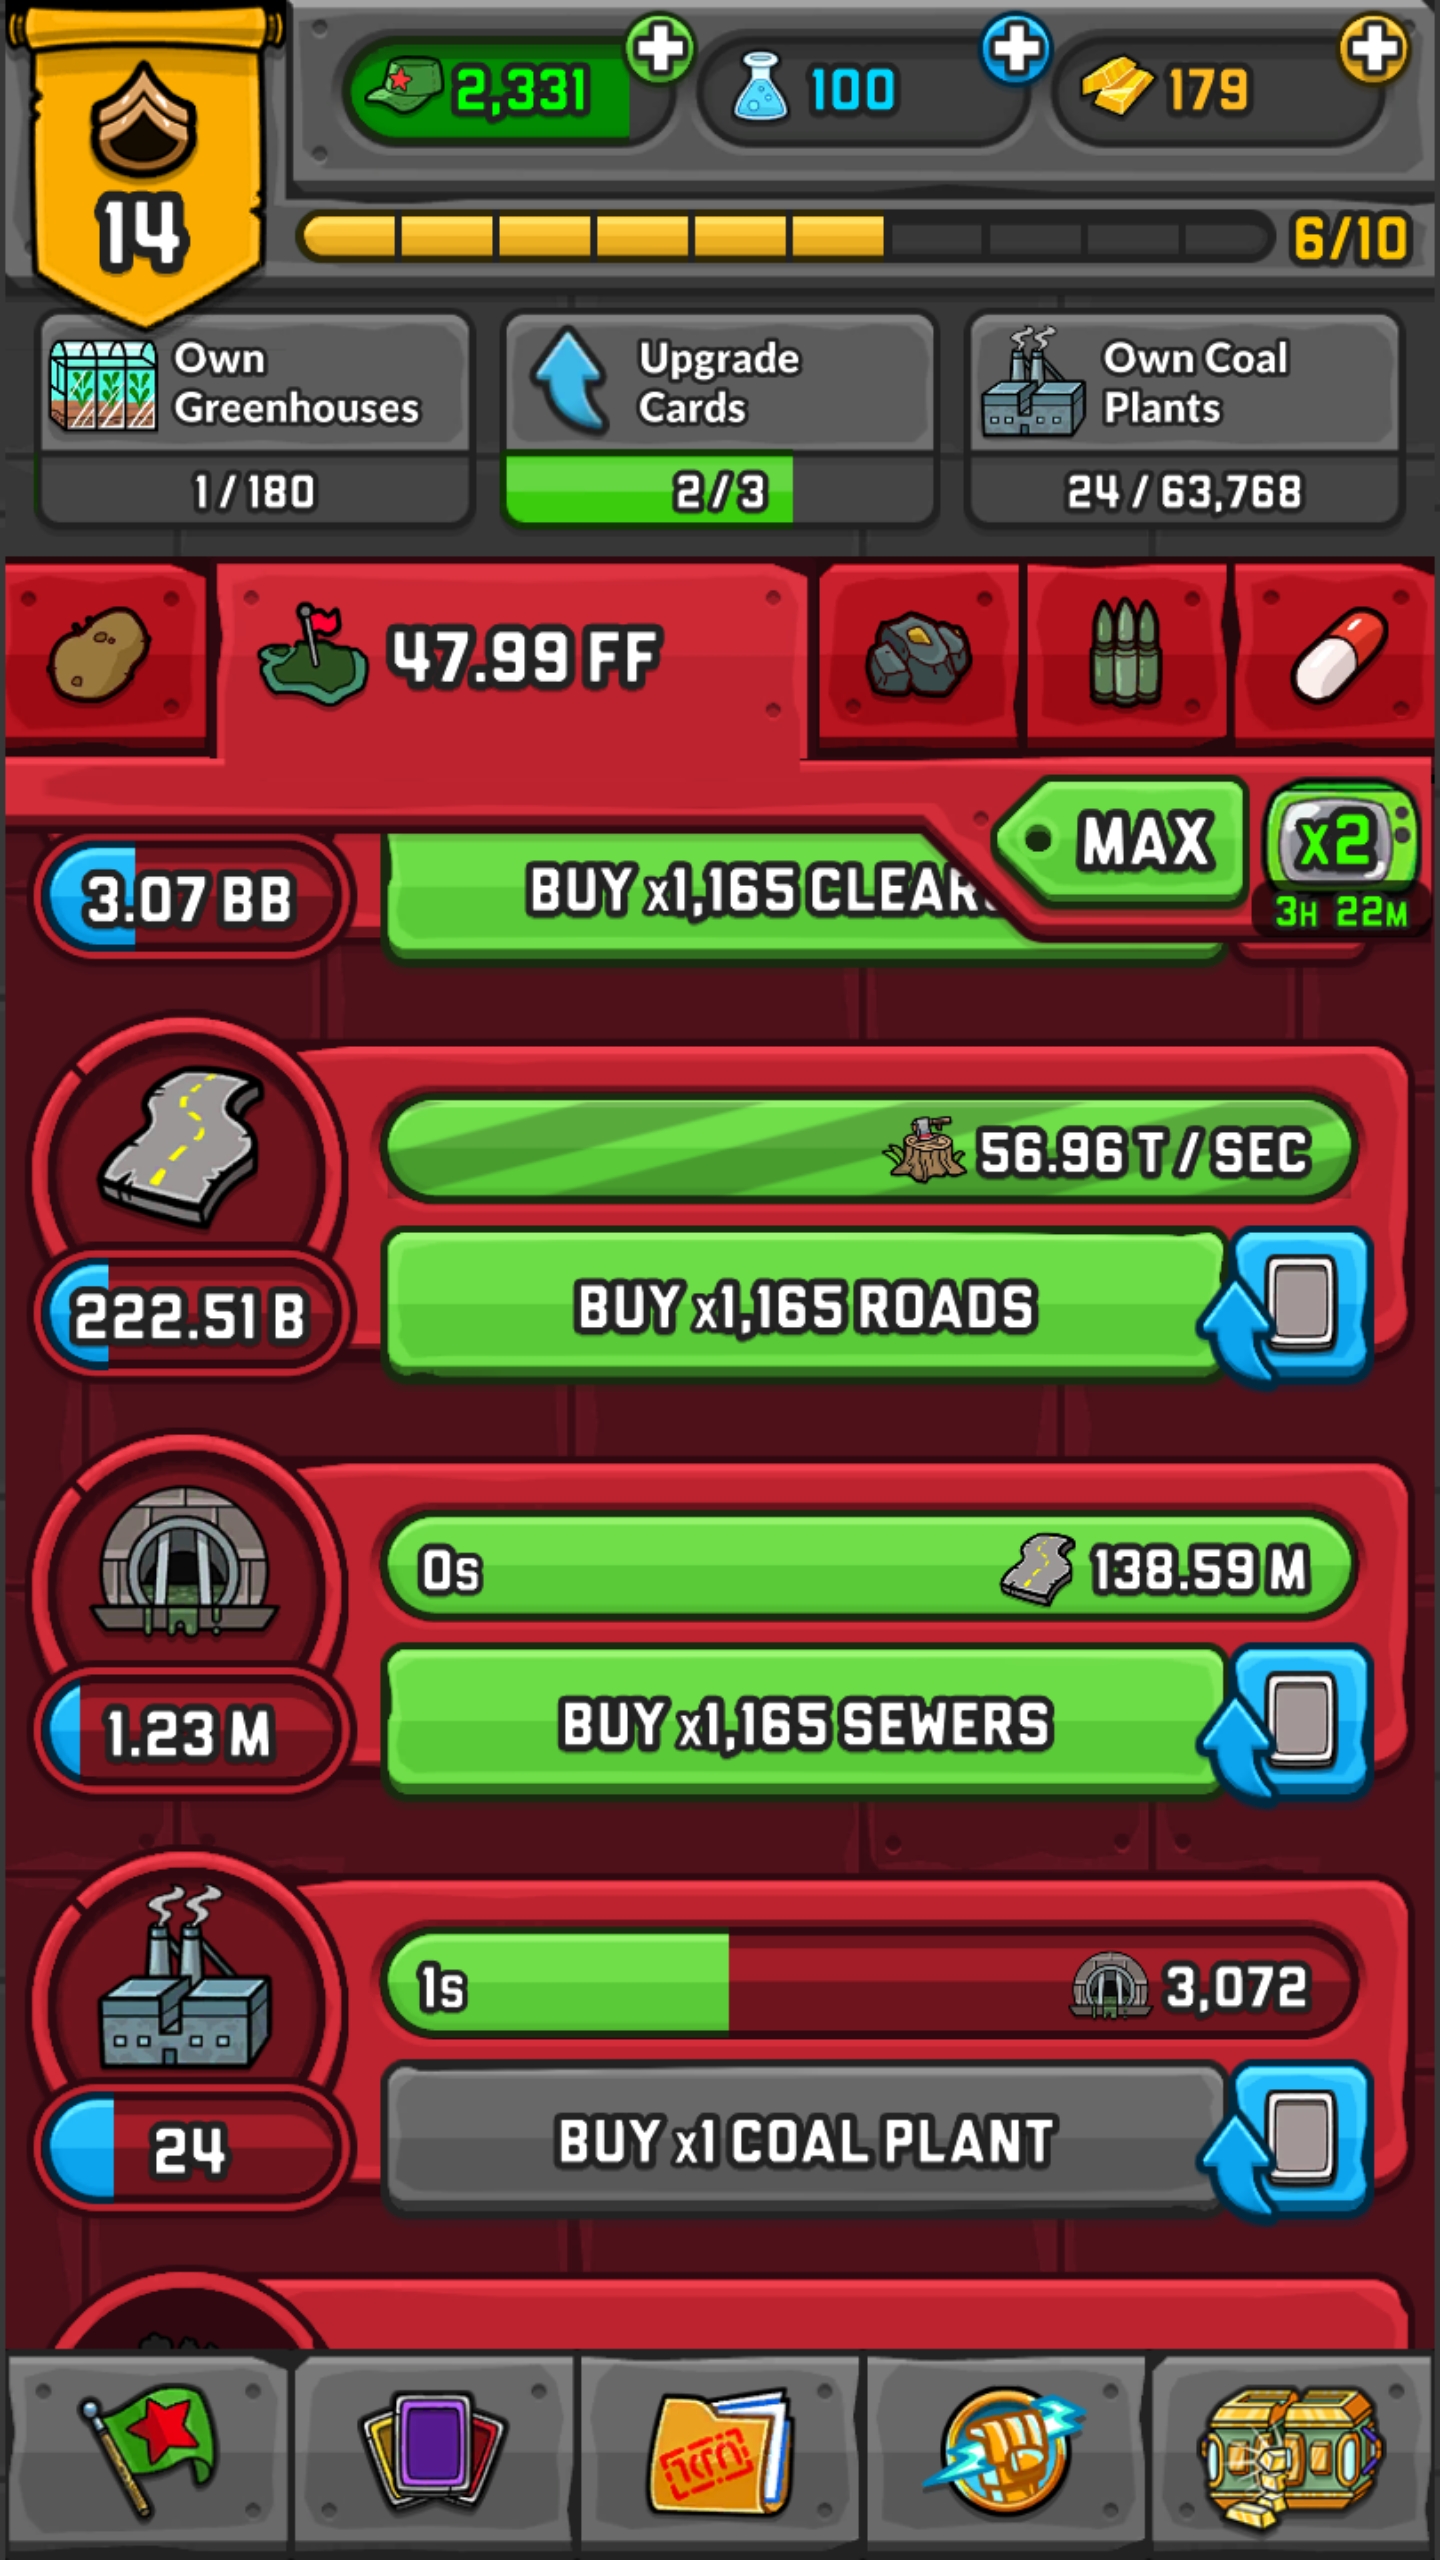 2,331
100
179
14
6/10
Own
Greenhouses
1/180
Upgrade
Cards
2/3
Own Coal
Plants
24/63,768
47.99 FF
MAX
x2
3H 22M
3.07 BB
BUY x1,165 CLEAR
56.96 T / SEC
222.51 B
BUY x1,165 ROADS
0s
138.59 M
1.23 M
BUY x1,165 SEWERS
1s
3,072
24
BUY x1 COAL PLANT